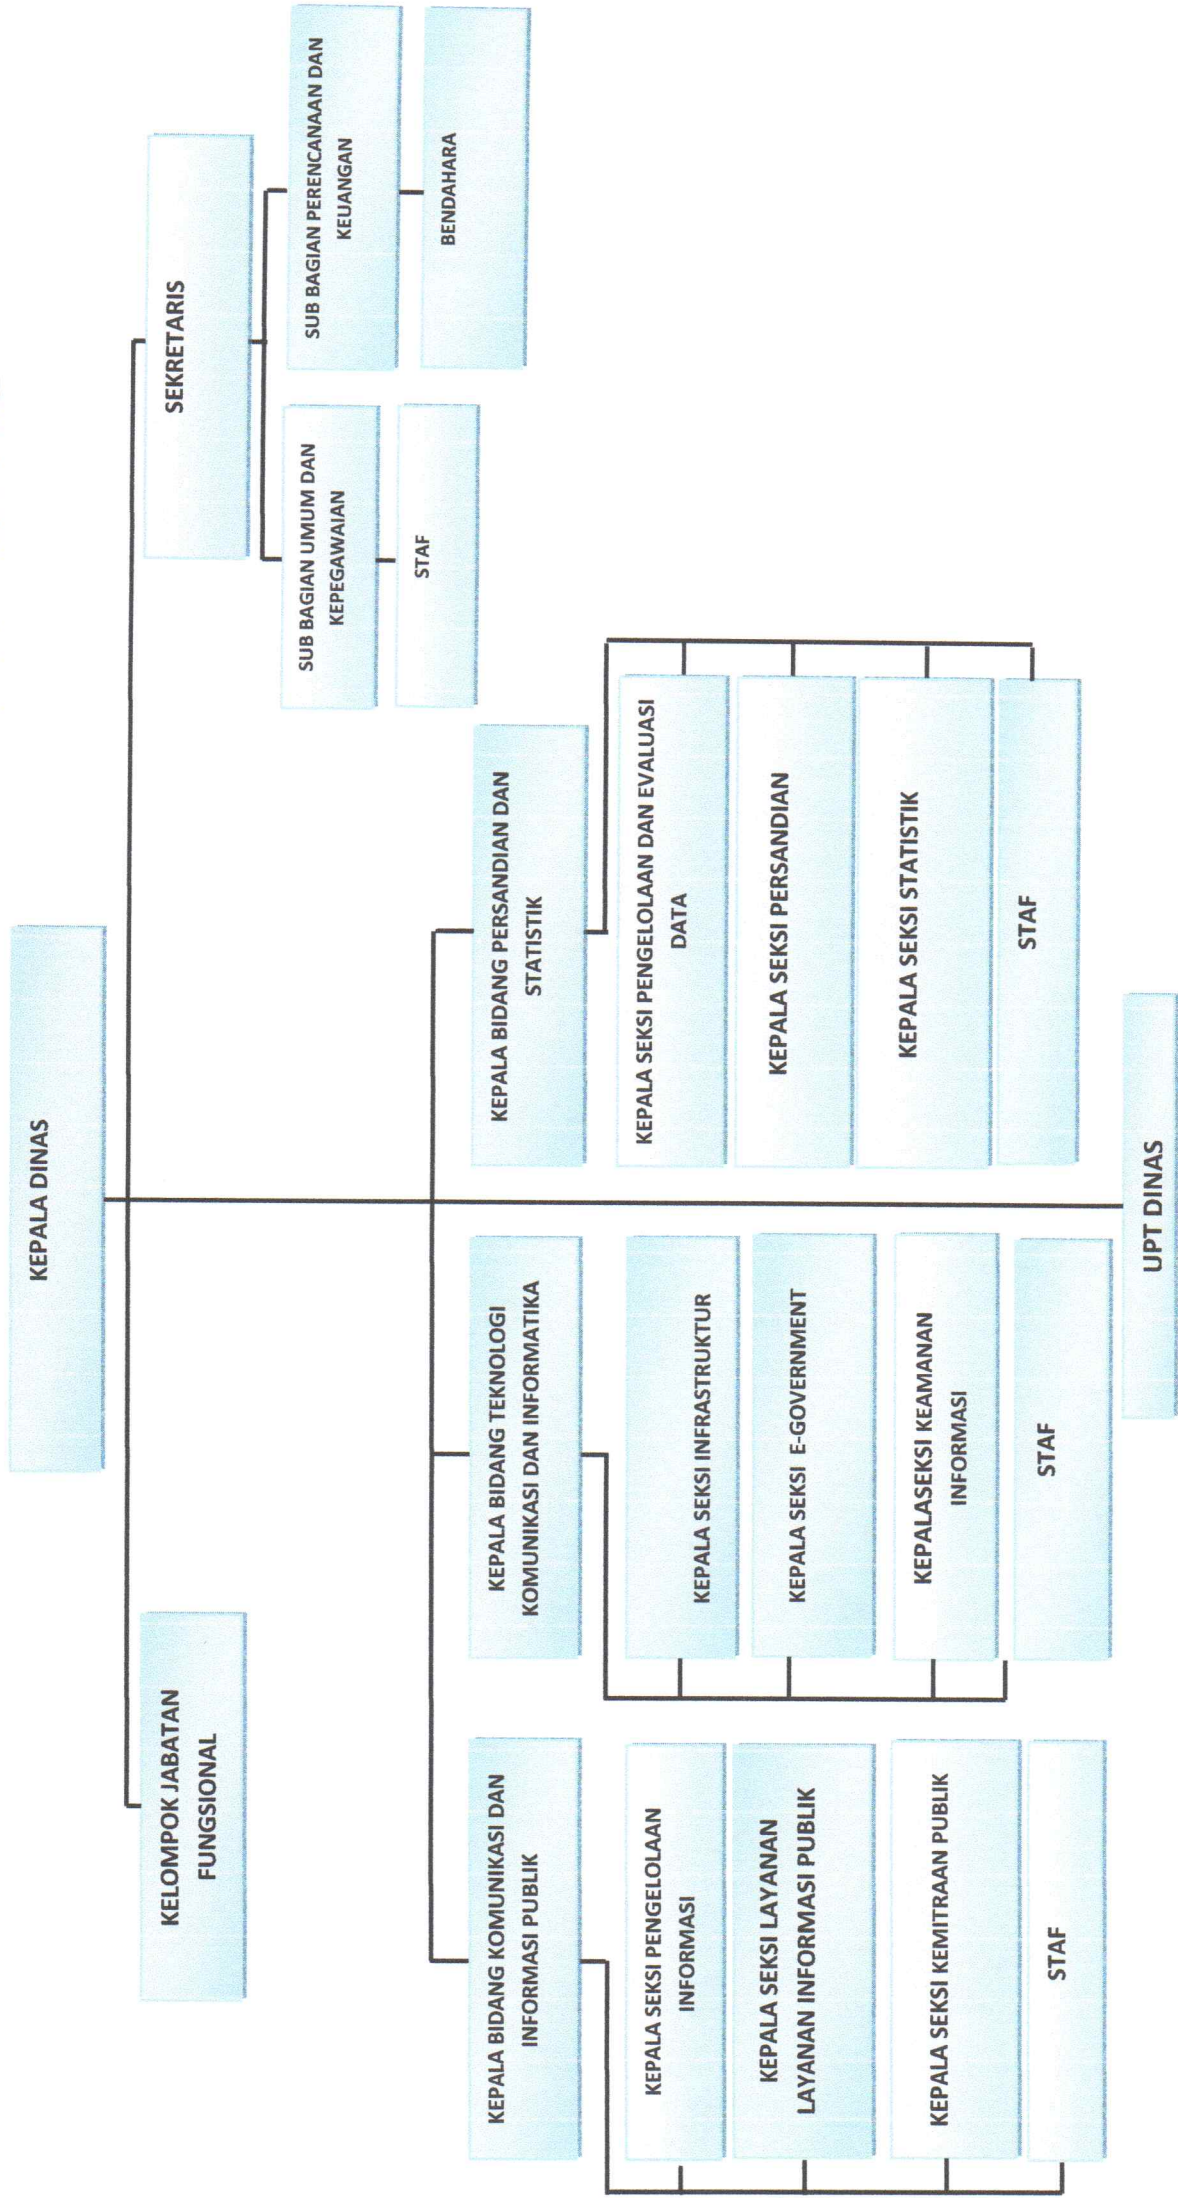 KEPALA DINAS
KELOMPOK JABATAN
FUNGSIONAL
SEKRETARIS
SUB BAGIAN UMUM DAN
KEPEGAWAIAN
STAF
SUB BAGIAN PERENCANAAN DAN
KEUANGAN
BENDAHARA
KEPALA BIDANG KOMUNIKASI DAN
INFORMASI PUBLIK
KEPALA SEKSI PENGELOLAAN
INFORMASI
KEPALA SEKSI LAYANAN
LAYANAN INFORMASI PUBLIK
KEPALA SEKSI KEMITRAAN PUBLIK
STAF
KEPALA BIDANG TEKNOLOGI
KOMUNIKASI DAN INFORMATIKA
KEPALA SEKSI INFRASTRUKTUR
KEPALA SEKSI E-GOVERNMENT
KEPALASEKSI KEAMANAN
INFORMASI
STAF
KEPALA BIDANG PERSANDIAN DAN
STATISTIK
KEPALA SEKSI PENGELOLAAN DAN EVALUASI
DATA
KEPALA SEKSI PERSANDIAN
KEPALA SEKSI STATISTIK
STAF
UPT DINAS